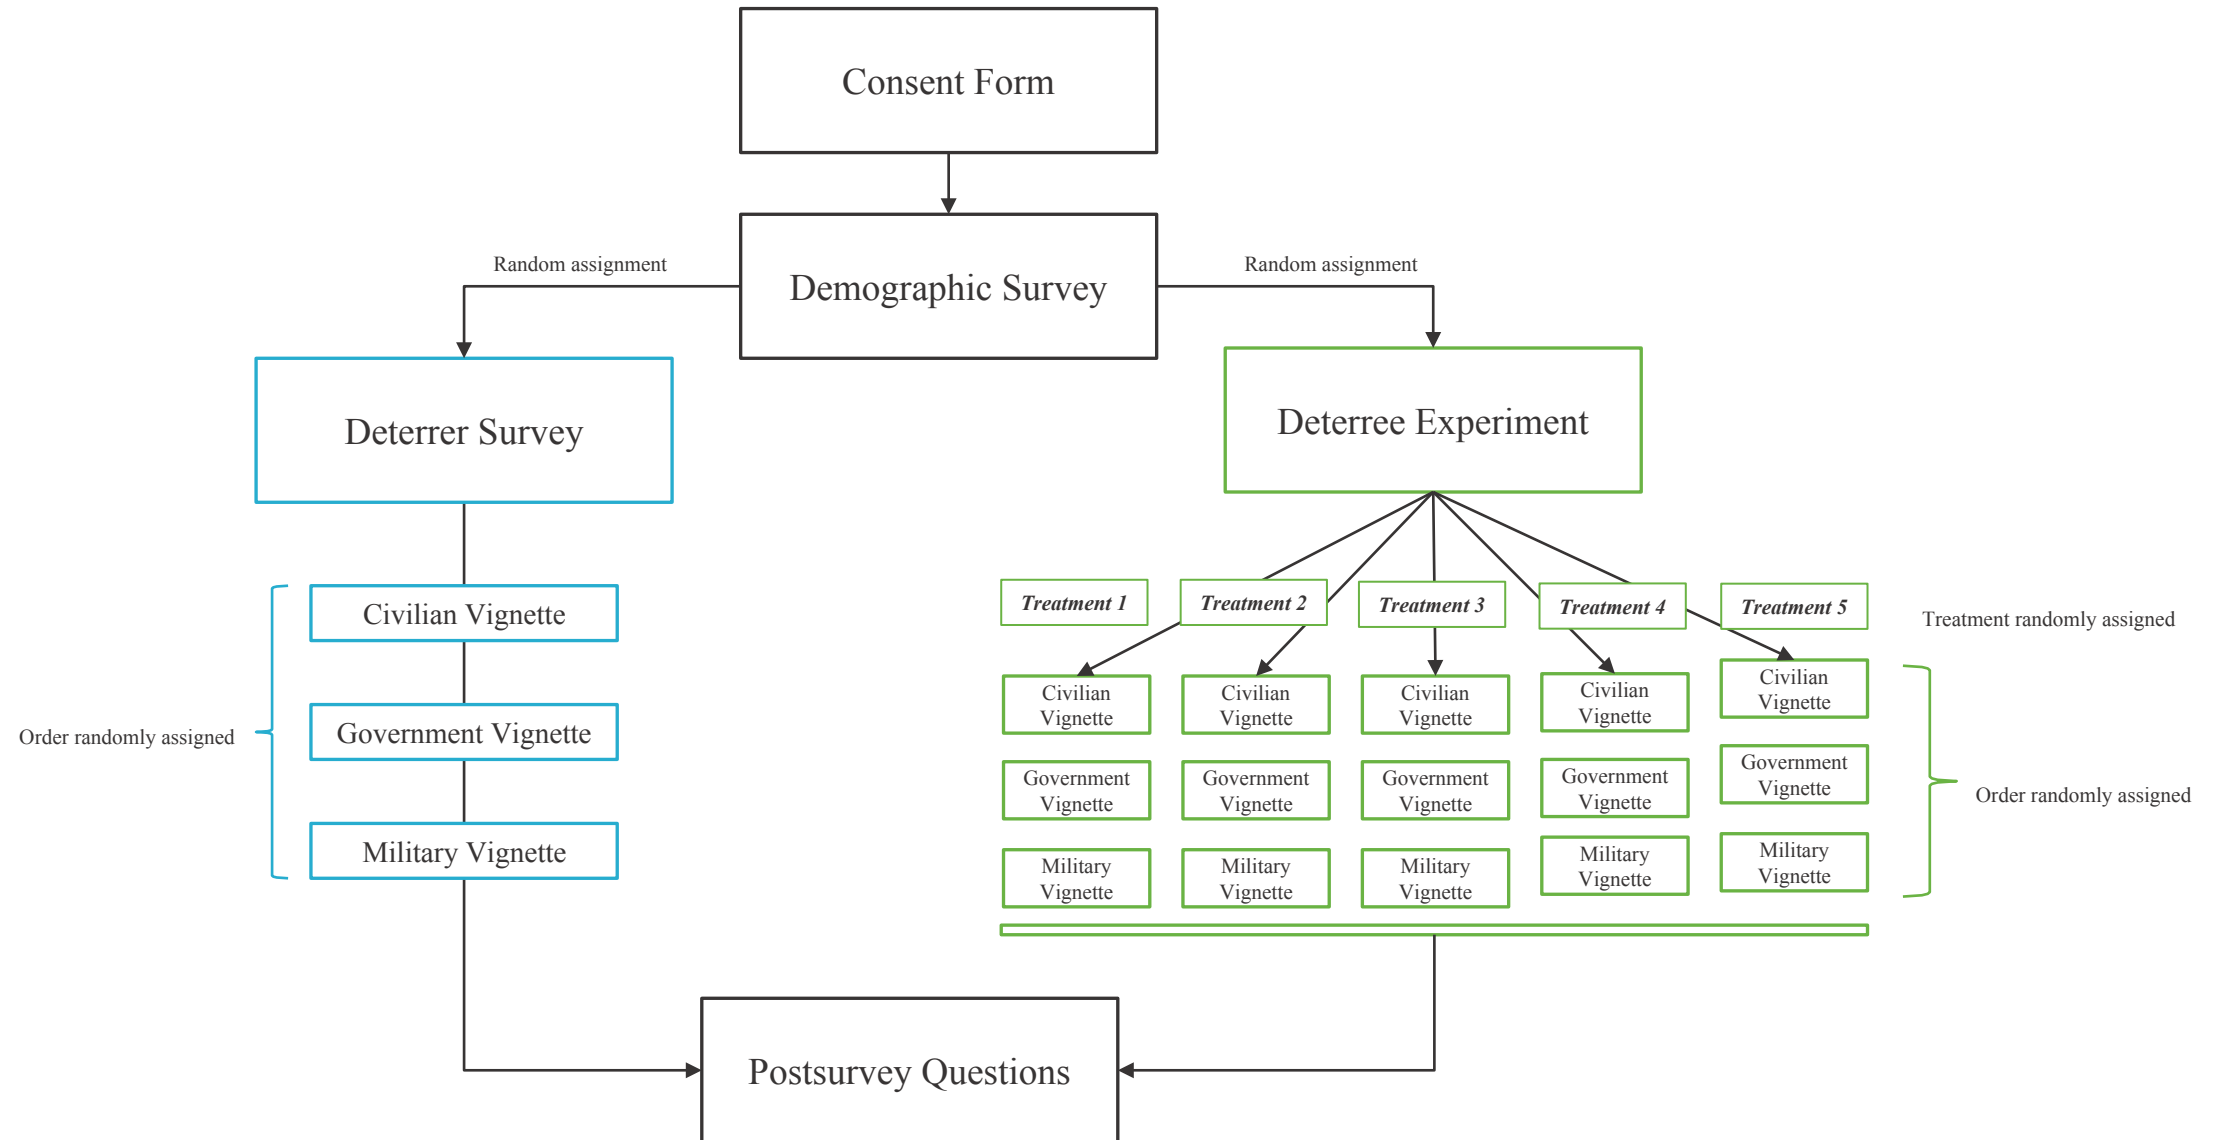 Consent Form
Random assignment
Random assignment
Demographic Survey
Deterrer Survey
Deterree Experiment
Civilian Vignette
Government Vignette
Military Vignette
Order randomly assigned
Treatment 1
Treatment 2
Treatment 3
Treatment 4
Treatment 5
Treatment randomly assigned
Civilian
Vignette
Civilian
Vignette
Civilian
Vignette
Civilian
Vignette
Civilian
Vignette
Government
Vignette
Government
Vignette
Government
Vignette
Government
Vignette
Government
Vignette
Military
Vignette
Military
Vignette
Military
Vignette
Military
Vignette
Military
Vignette
Order randomly assigned
Postsurvey Questions